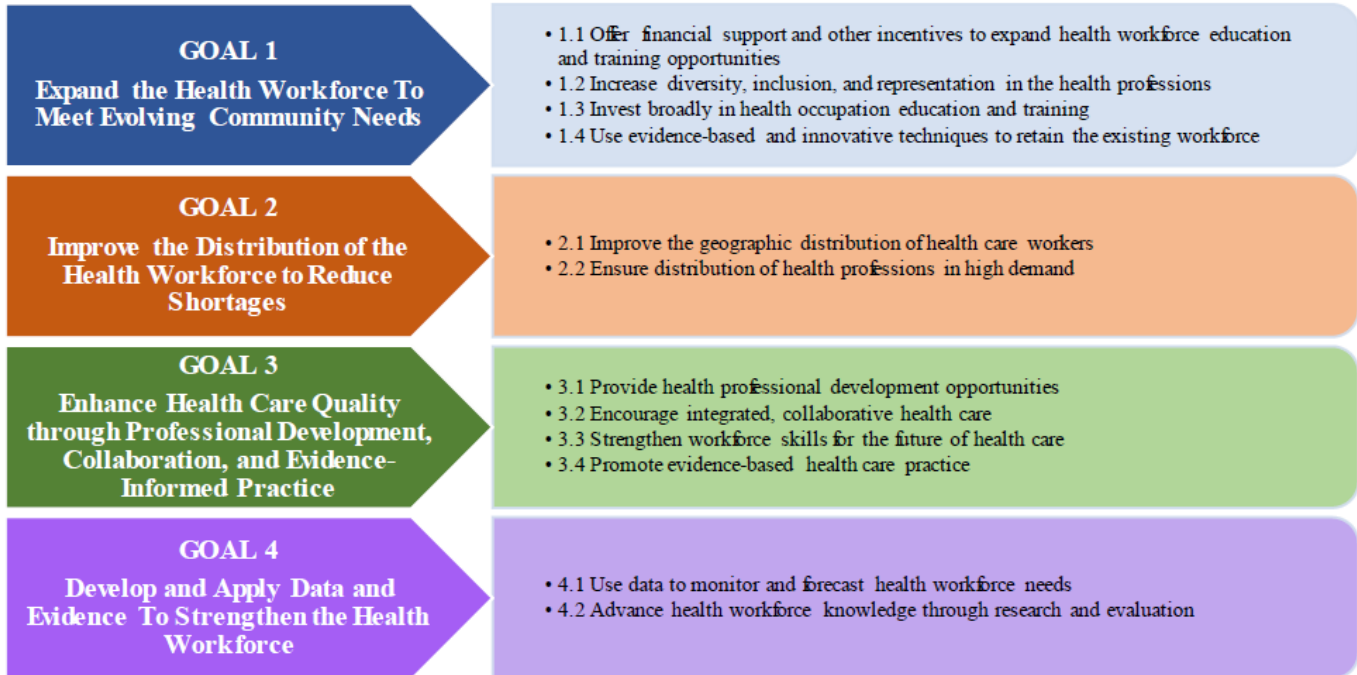 GOAL 1
Expand the Health Workforce To
Meet Evolving Community Needs
• 1.1 Offer financial support and other incentives to expand health workforce education
and training opportunities
• 1.2 Increase diversity, inclusion, and representation in the health professions
• 1.3 Invest broadly in health occupation education and training
• 1.4 Use evidence-based and innovative techniques to retain the existing workforce
GOAL 2
Improve the Distribution of the
Health Workforce to Reduce
Shortages
• 2.1 Improve the geographic distribution of health care workers
• 2.2 Ensure distribution of health professions in high demand
GOAL 3
Enhance Health Care Quality
through Professional Development,
Collaboration, and Evidence-
Informed Practice
• 3.1 Provide health professional development opportunities
• 3.2 Encourage integrated, collaborative health care
• 3.3 Strengthen workforce skills for the future of health care
• 3.4 Promote evidence-based health care practice
GOAL 4
Develop and Apply Data and
Evidence To Strengthen the Health
Workforce
• 4.1 Use data to monitor and forecast health workforce needs
• 4.2 Advance health workforce knowledge through research and evaluation